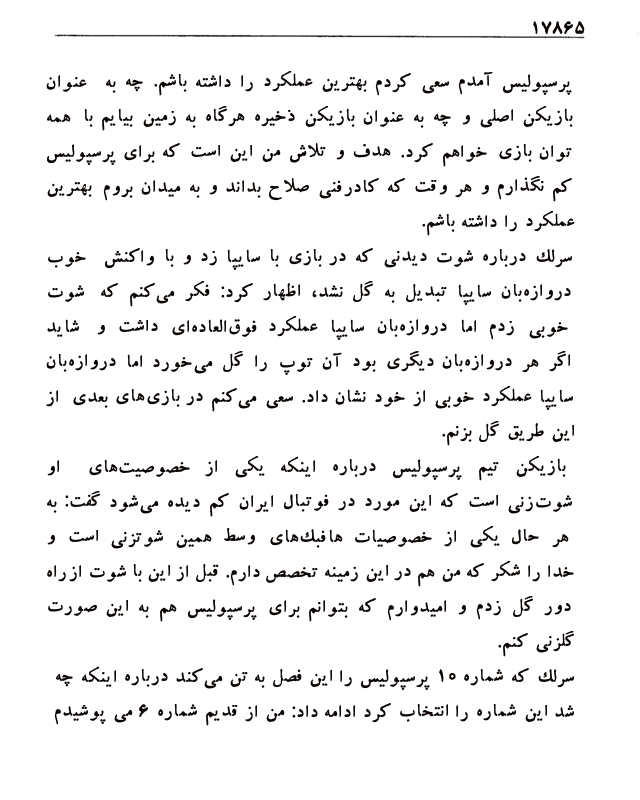 ۱۷۸۶۵
پرسپولیس آمدم سعی کردم بهترین عملکرد را داشته باشم. چه به عنوان
بازیکن اصلی و چه به عنوان بازیکن ذخیره هرگاه به زمین بیایم با همه
توان بازی خواهم کرد. هدف و تلاش من این است که برای پرسپولیس
کم نگذارم و هر وقت که کادرفنی صلاح بداند و به میدان بروم بهترین
عملکرد را داشته باشم.
سرلك درباره شوت دیدنی که در بازی با سایپا زد و با واکنش خوب
دروازه‌بان سایپا تبدیل به گل نشد، اظهار کرد: فکر می‌کنم که شوت
خوبی زدم اما دروازه‌بان سایپا عملکرد فوق‌العاده‌ای داشت و شاید
اگر هر دروازه‌بان دیگری بود آن توپ را گل می‌خورد اما دروازه‌بان
سایپا عملکرد خوبی از خود نشان داد. سعی می‌کنم در بازی‌های بعدی از
این طریق گل بزنم.
بازیکن تیم پرسپولیس درباره اینکه یکی از خصوصیت‌های او
شوت‌زنی است که این مورد در فوتبال ایران کم دیده می‌شود گفت: به
هر حال یکی از خصوصیات هافبك‌های وسط همین شوتزنی است و
خدا را شکر که من هم در این زمینه تخصص دارم. قبل از این با شوت از راه
دور گل زدم و امیدوارم که بتوانم برای پرسپولیس هم به این صورت
گلزنی کنم.
سرلك که شماره ۱۰ پرسپولیس را این فصل به تن می‌کند درباره اینکه چه
شد این شماره را انتخاب کرد ادامه داد: من از قدیم شماره ۶ می پوشیدم